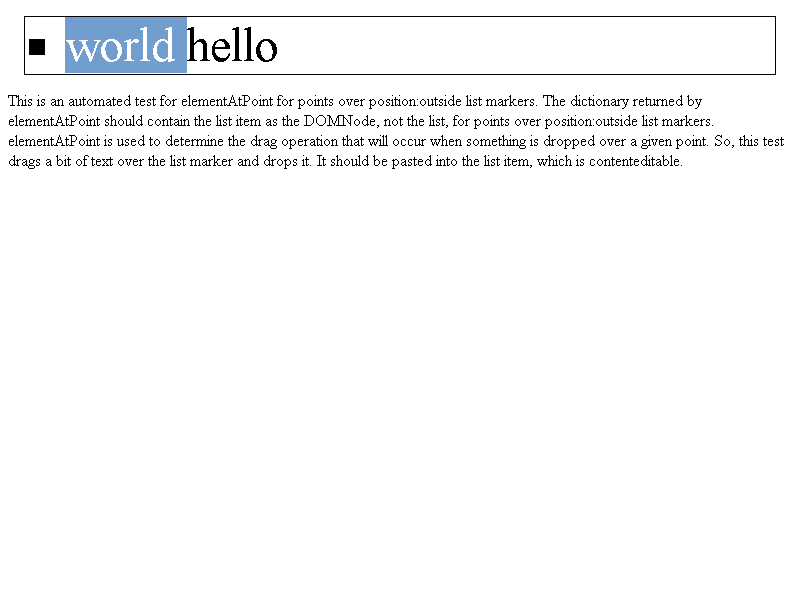 world hello
This is an automated test for elementAtPoint for points over position:outside list markers. The dictionary returned by
elementAtPoint should contain the list item as the DOMNode, not the list, for points over position:outside list markers.
elementAtPoint is used to determine the drag operation that will occur when something is dropped over a given point. So, this test
drags a bit of text over the list marker and drops it. It should be pasted into the list item, which is contenteditable.